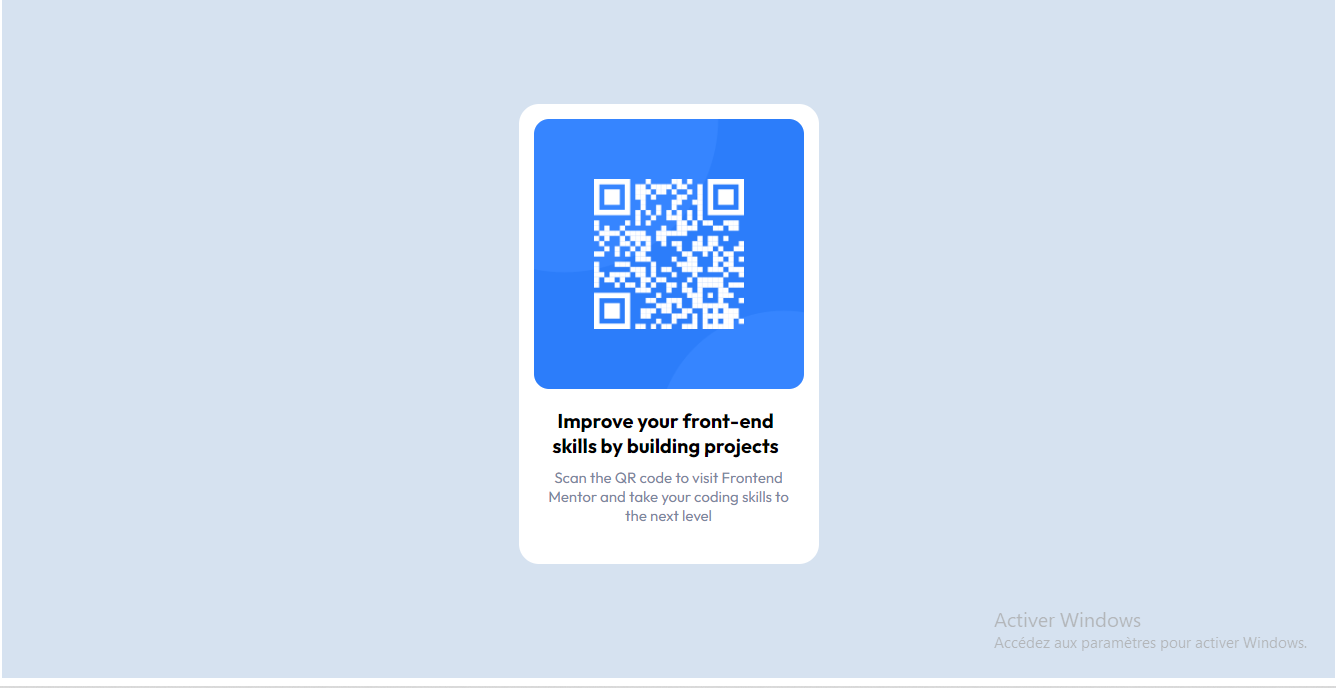 Improve your front-end
skills by building projects
Scan the QR code to visit Frontend
Mentor and take your coding skills to
the next level
Activer Windows
Accédez aux paramètres pour activer Windows.